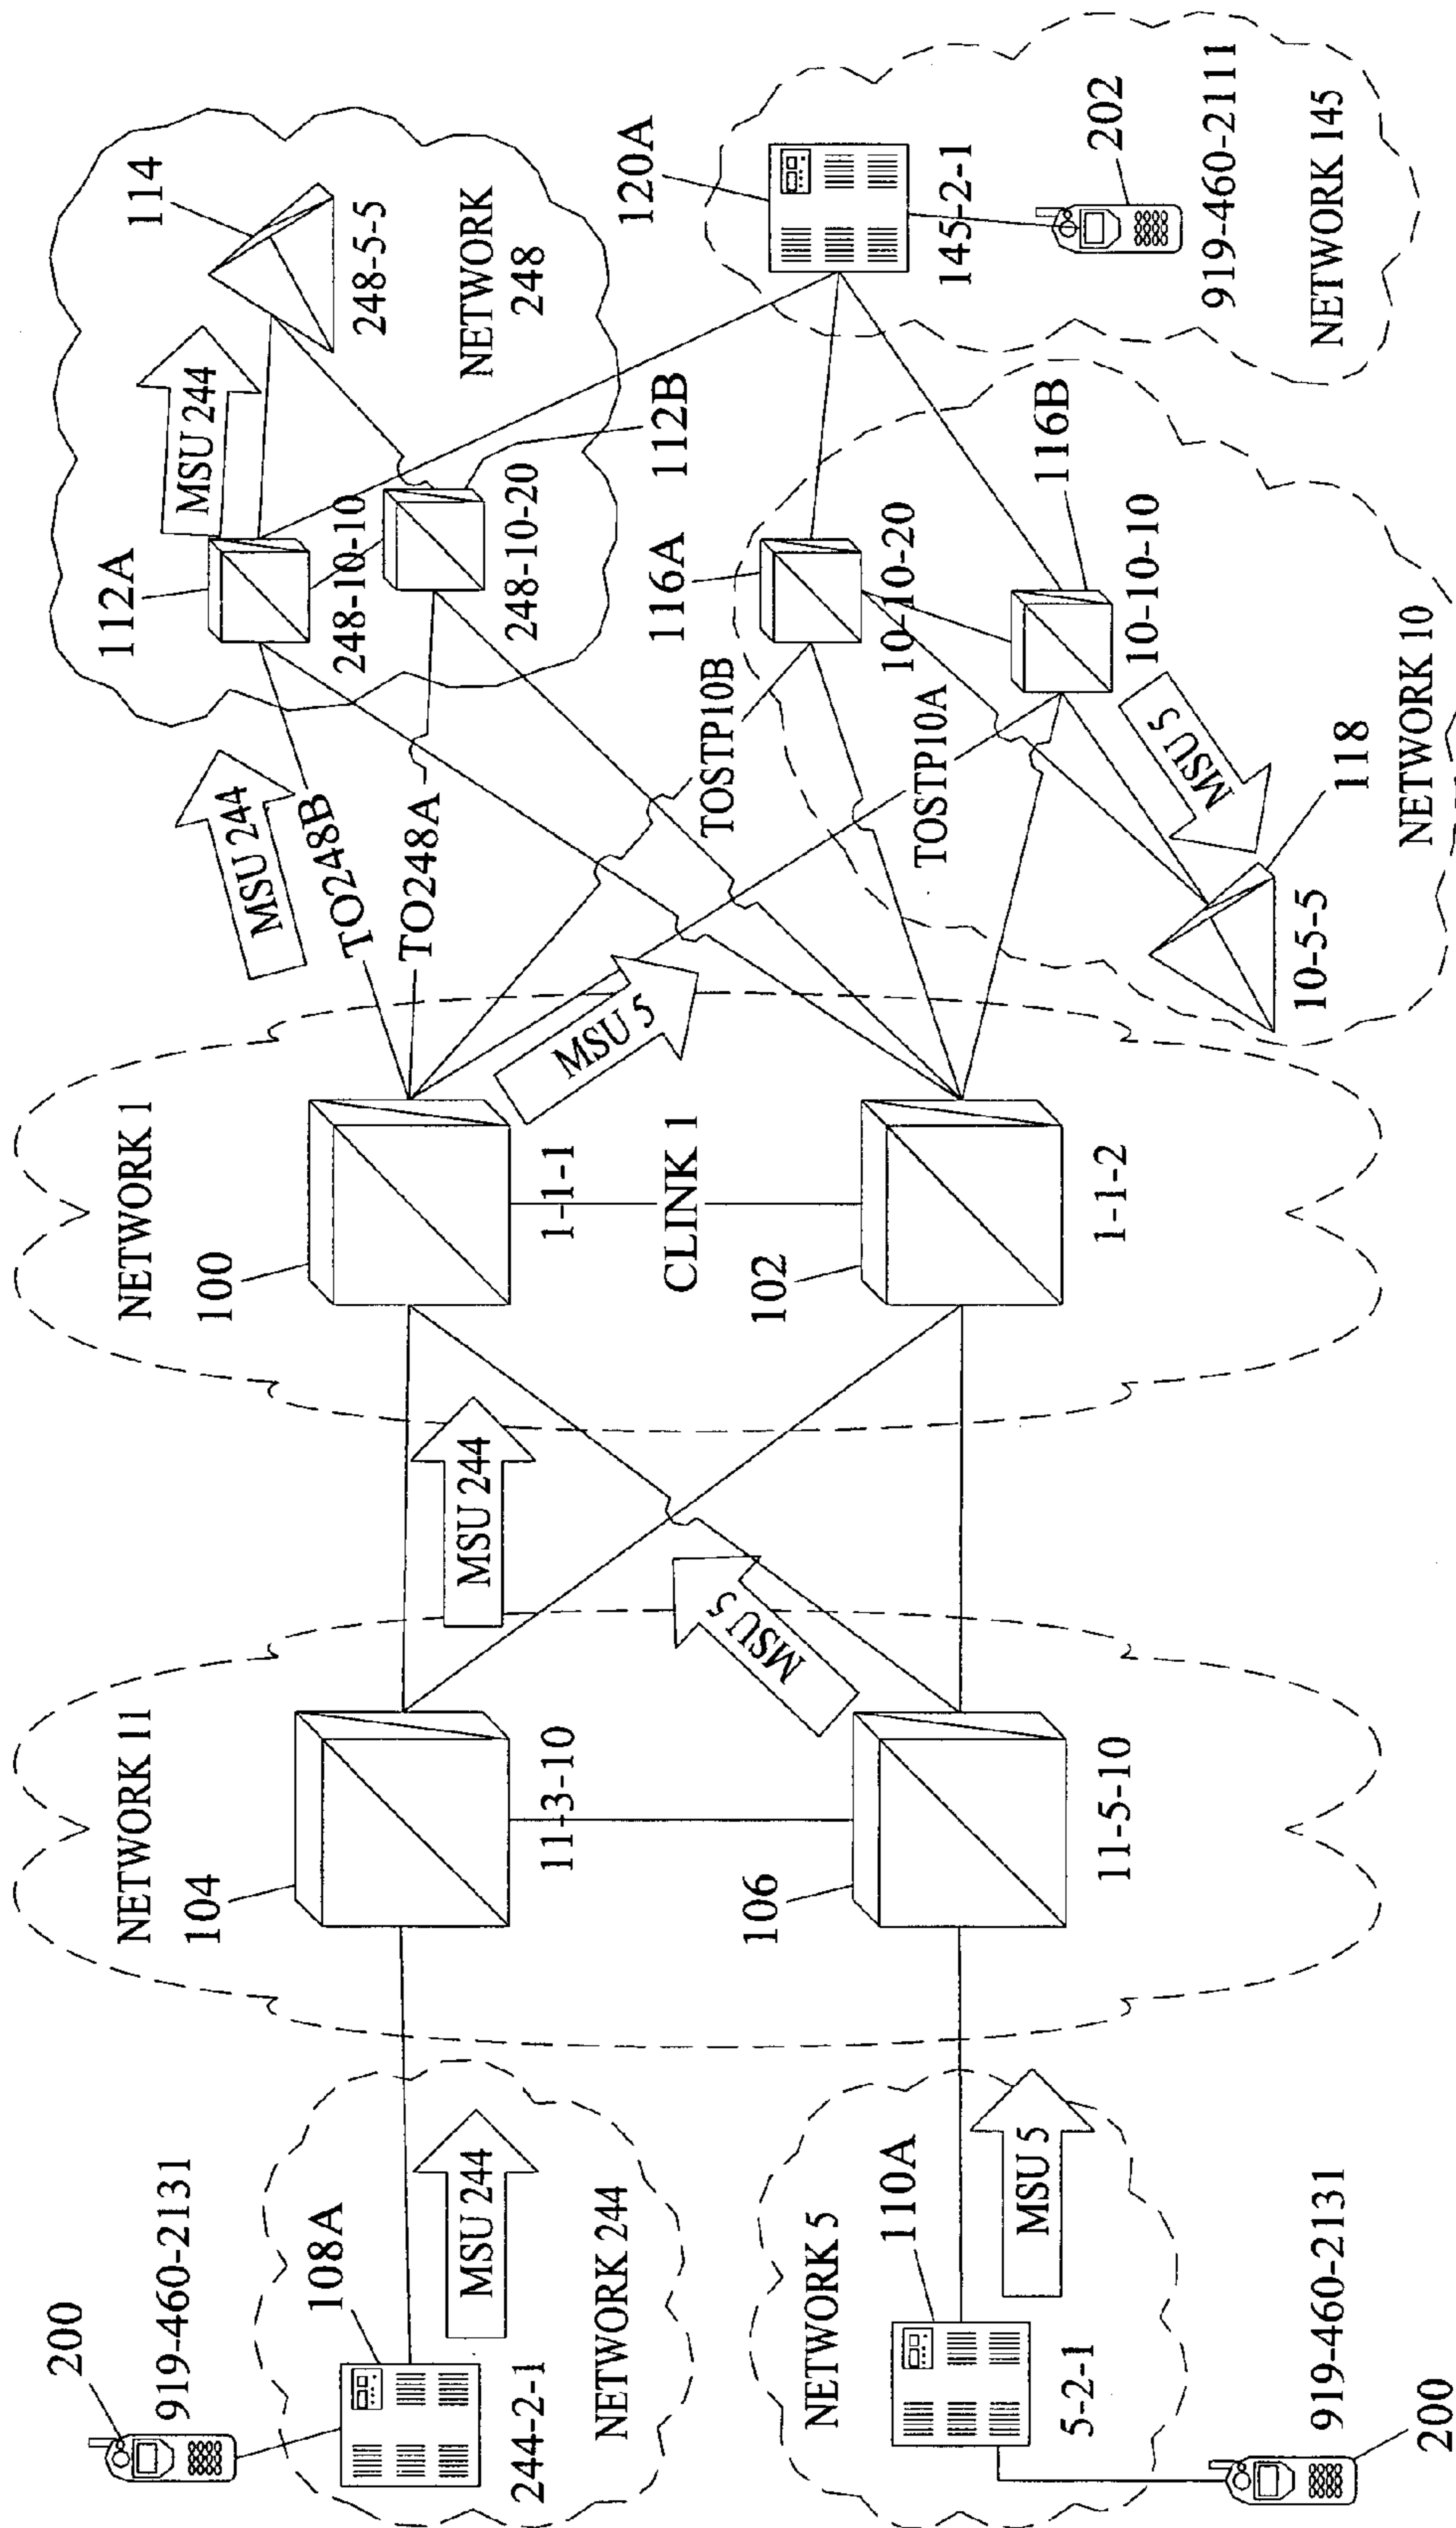 200
919-460-2131
108A
244-2-1
MSU 244
NETWORK 244
NETWORK 5
110A
5-2-1
MSU 5
919-460-2131
200
NETWORK 11
104
11-3-10
106
11-5-10
MSU 244
MSU 5
NETWORK 1
100
1-1-1
CLINK 1
102
1-1-2
MSU 244
TO248B
TO248A
MSU 5
TOSTP10B
TOSTP10A
112A
MSU 244
114
248-10-10
248-5-5
248-10-20
112B
NETWORK
248
116A
10-10-20
116B
10-10-10
MSU 5
118
10-5-5
NETWORK 10
120A
145-2-1
202
919-460-2111
NETWORK 145